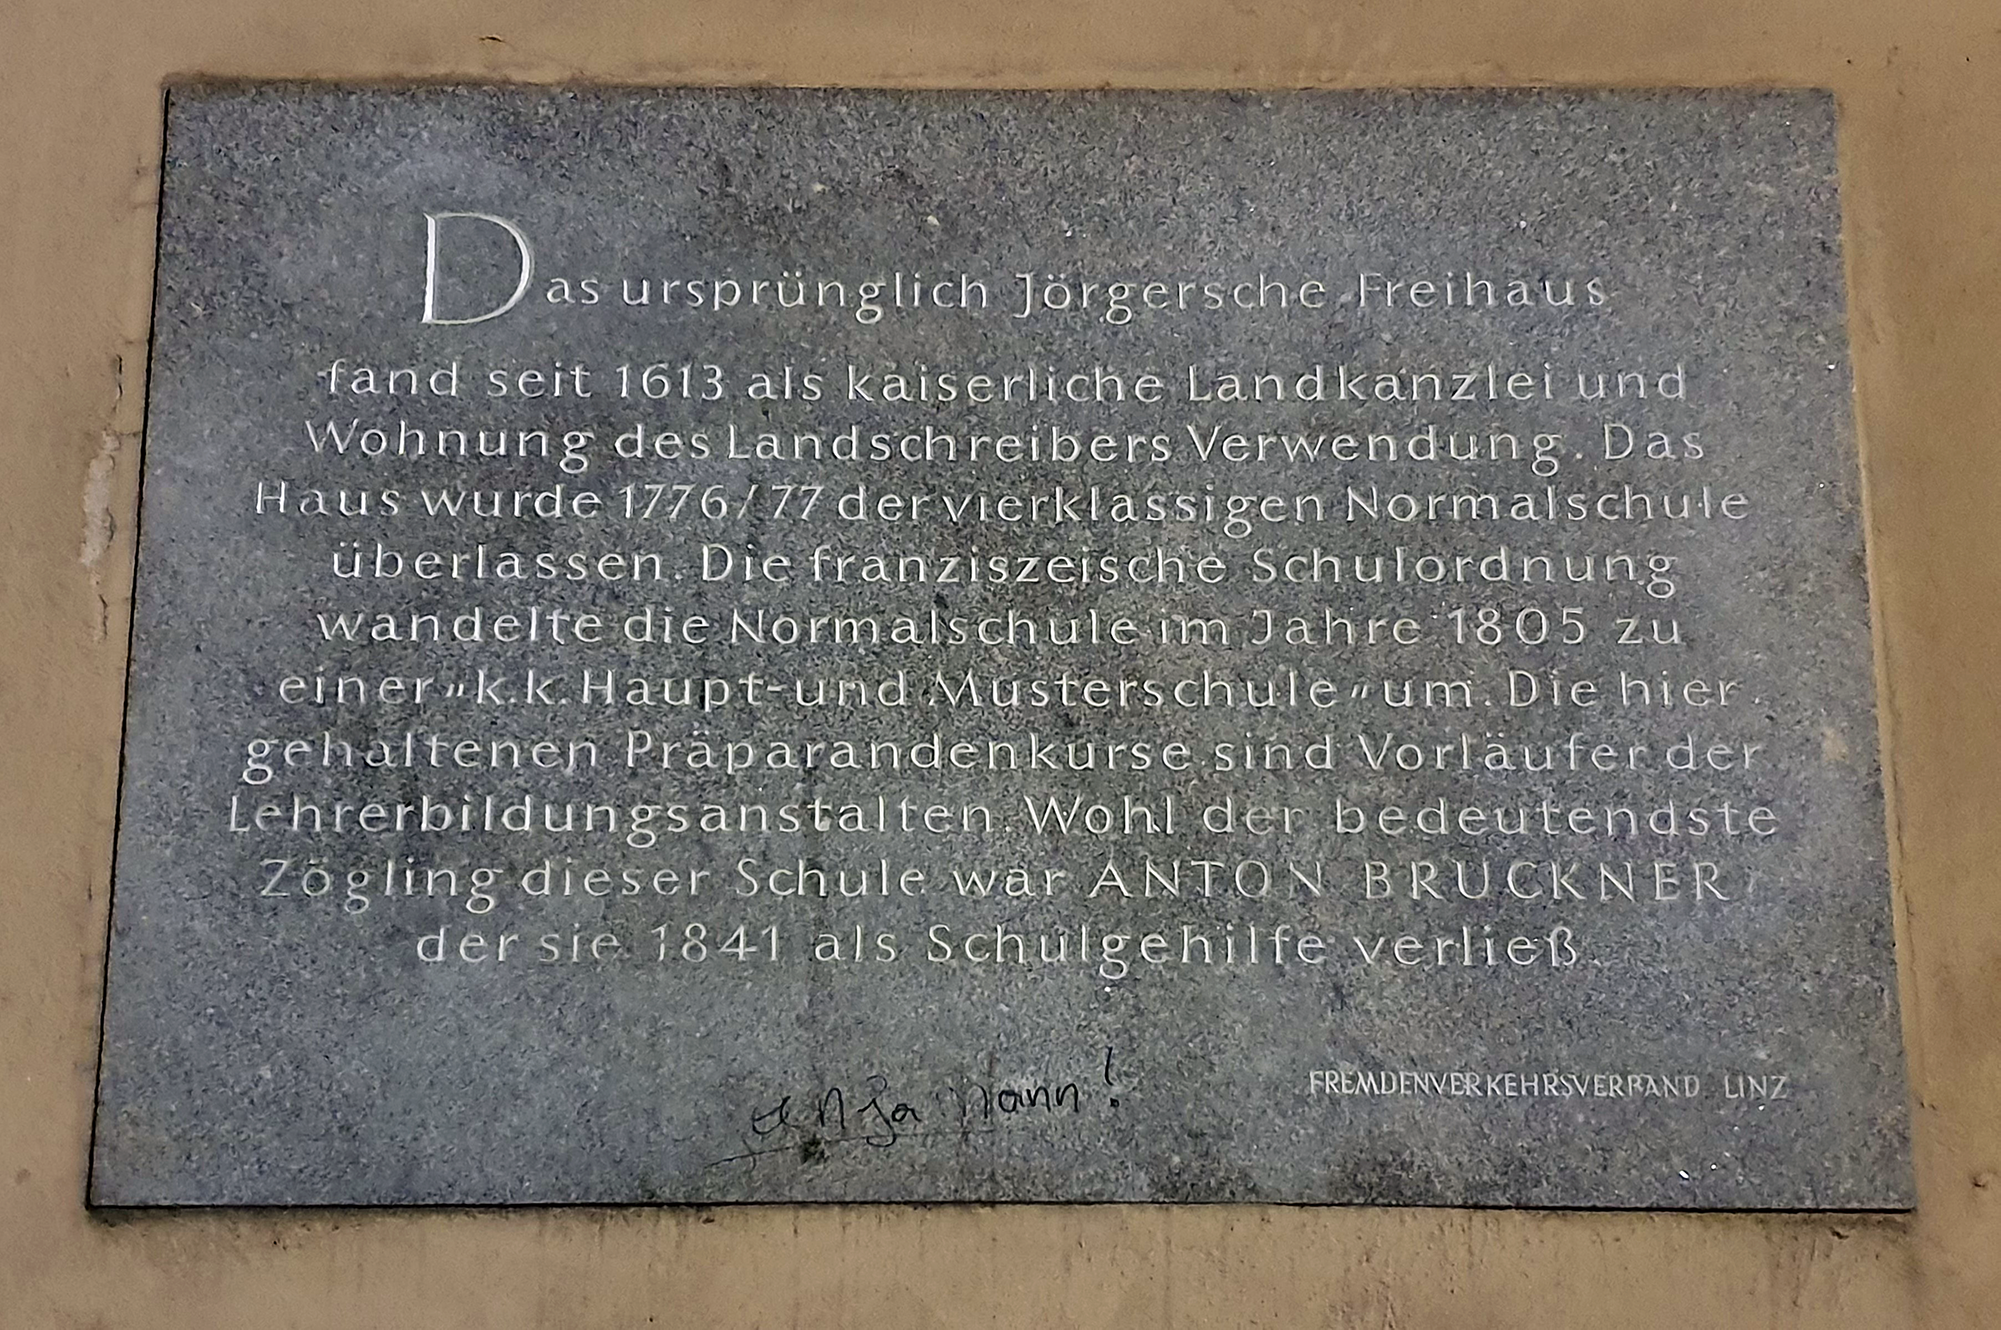 Das ursprünglich Jörgersche Freihaus
fand seit 1613 als kaiserliche Landkanzlei und
Wohnung des Landschreibers Verwendung. Das
Haus wurde 1776/77 der vierklassigen Normalschule
überlassen. Die franziszeische Schulordnung
wandelte die Normalschule im Jahre 1805 zu
einer „k.k. Haupt- und Musterschule" um. Die hier
gehaltenen Präparandenkurse sind Vorläufer der
Lehrerbildungsanstalten. Wohl der bedeutendste
Zögling dieser Schule war ANTON BRUCKNER,
der sie 1841 als Schulgehilfe verließ.
FREMDENVERKEHRSVERBAND LINZ